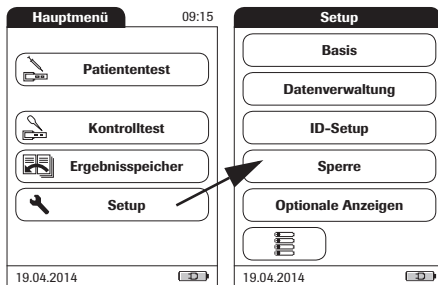 Hauptmenü 09:15
Patiententest
Kontrolltest
Ergebnisspeicher
Setup
19.04.2014
Setup
Basis
Datenverwaltung
ID-Setup
Sperre
Optionale Anzeigen
19.04.2014